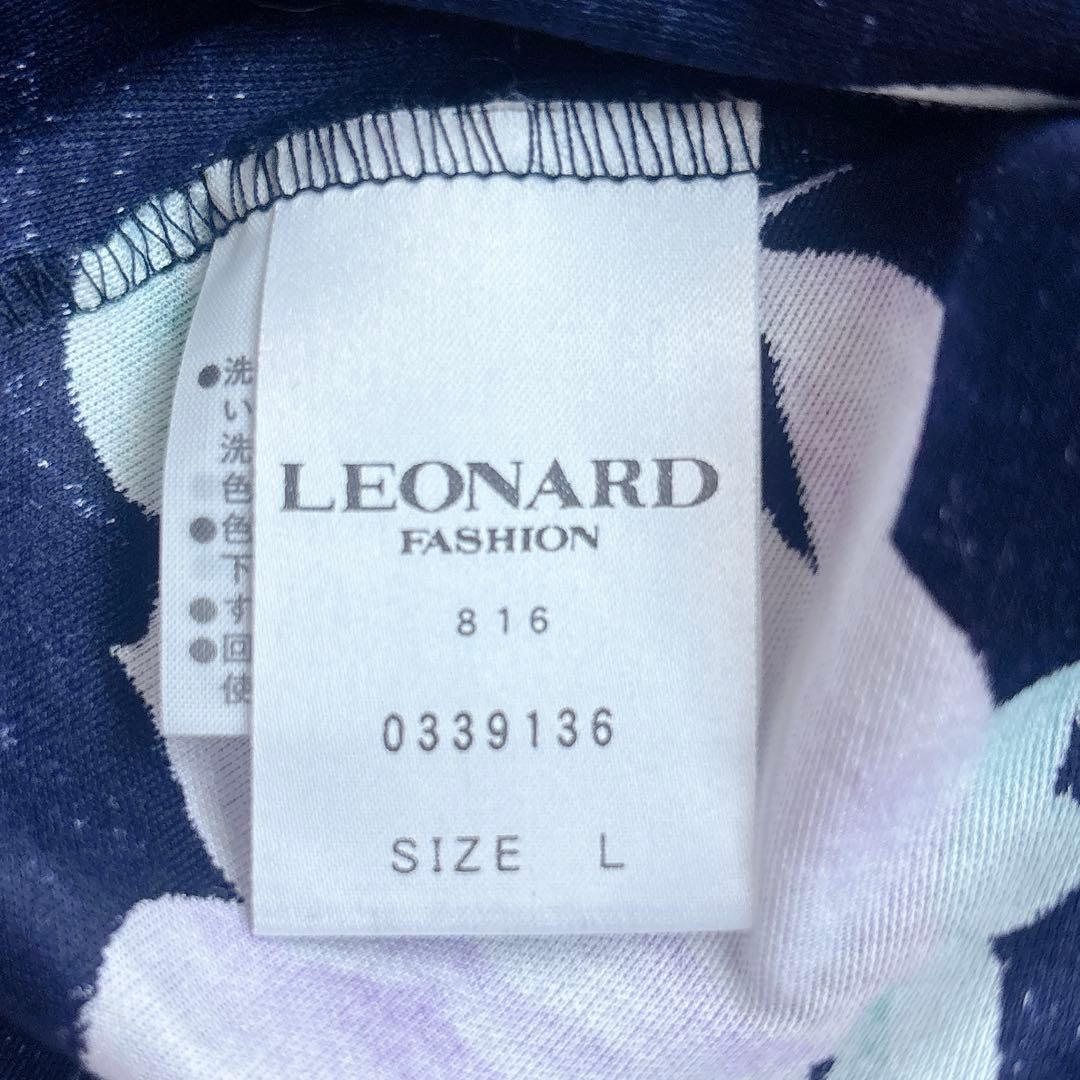 LEONARD
FASHION
816
0339136
SIZE L
●洗
い
洗
色
●色
下
●す
●回
使